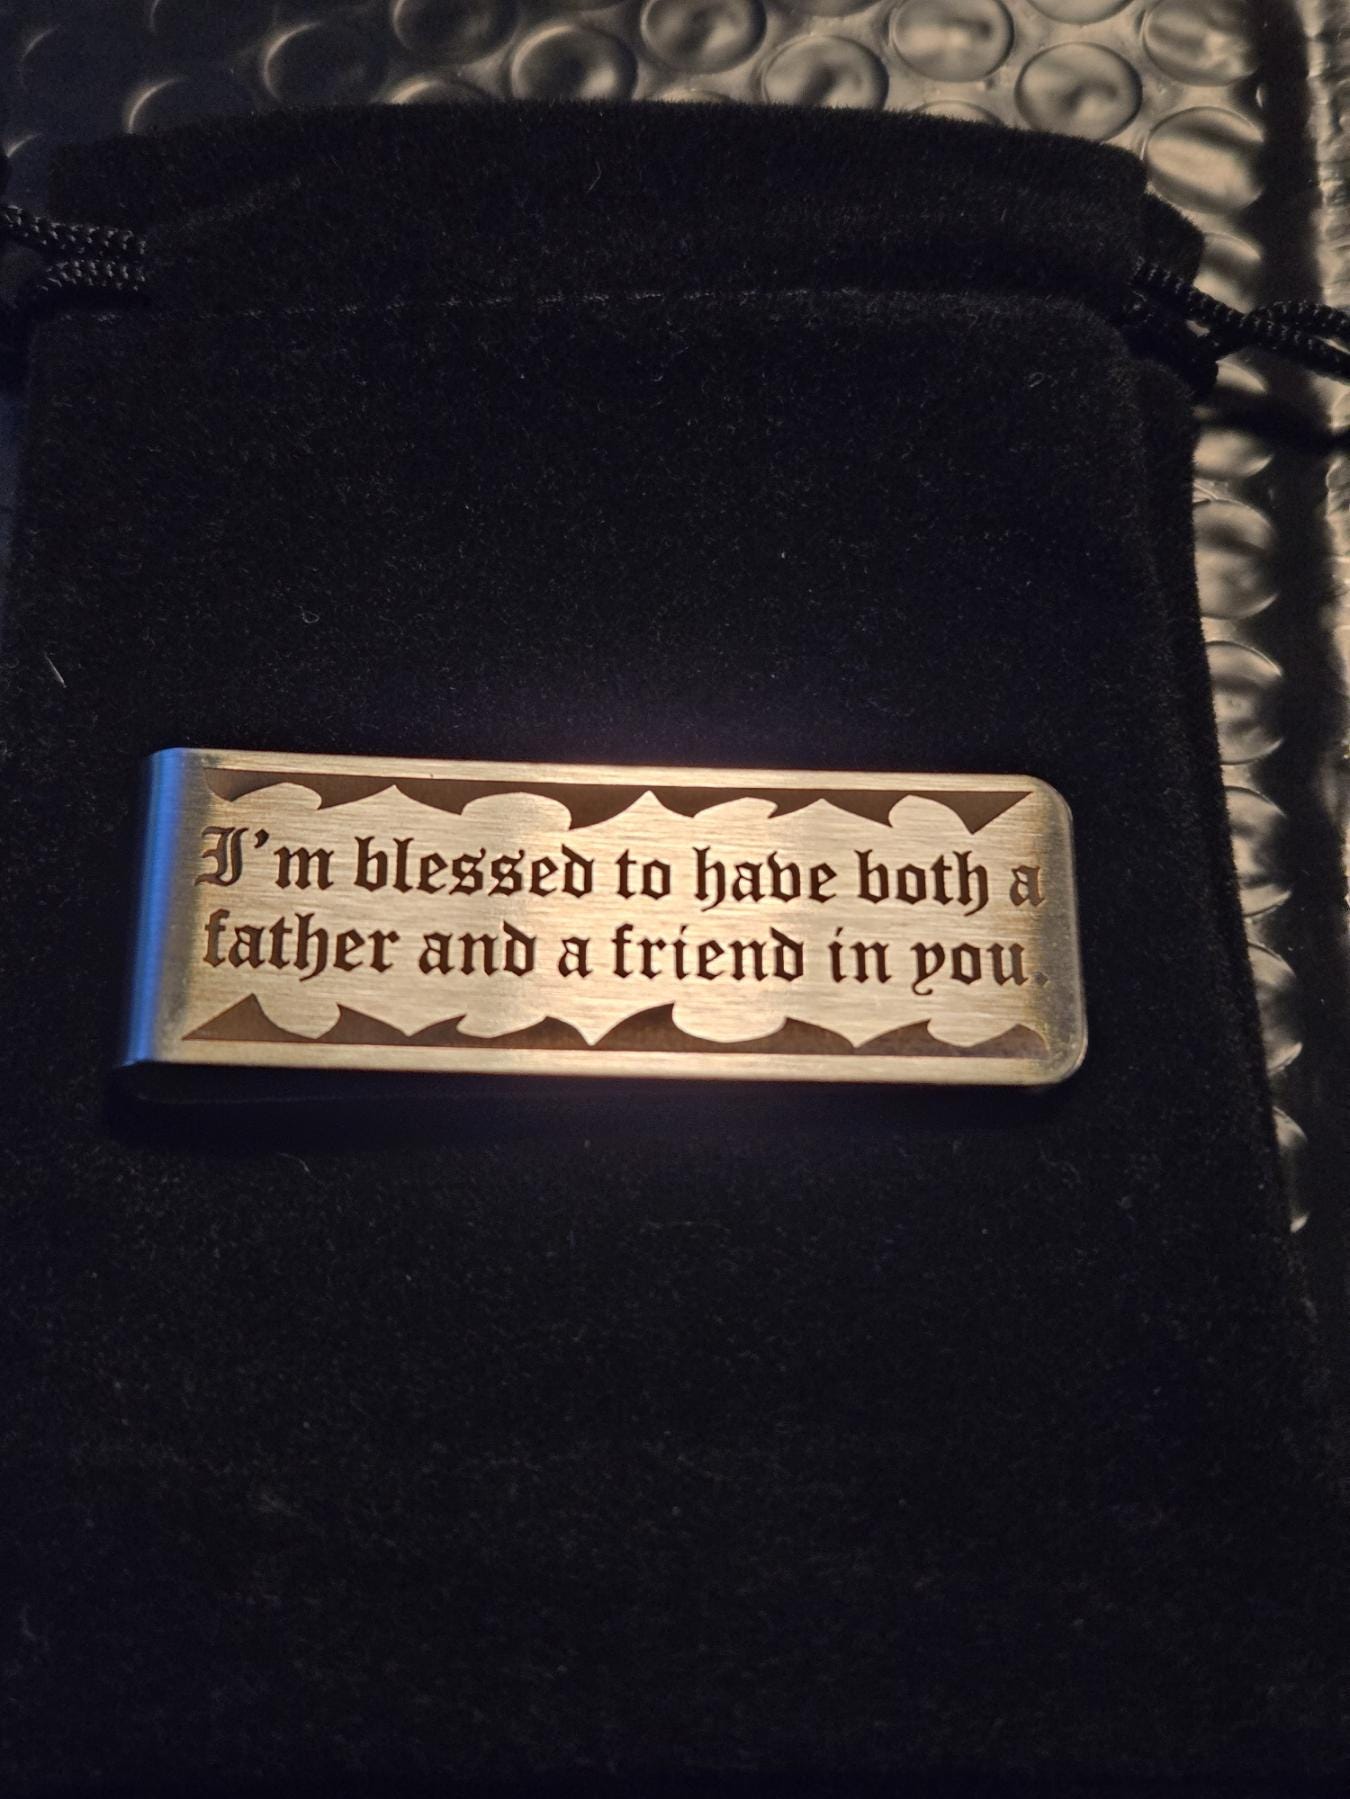 I'm blessed to have both a
father and a friend in you.